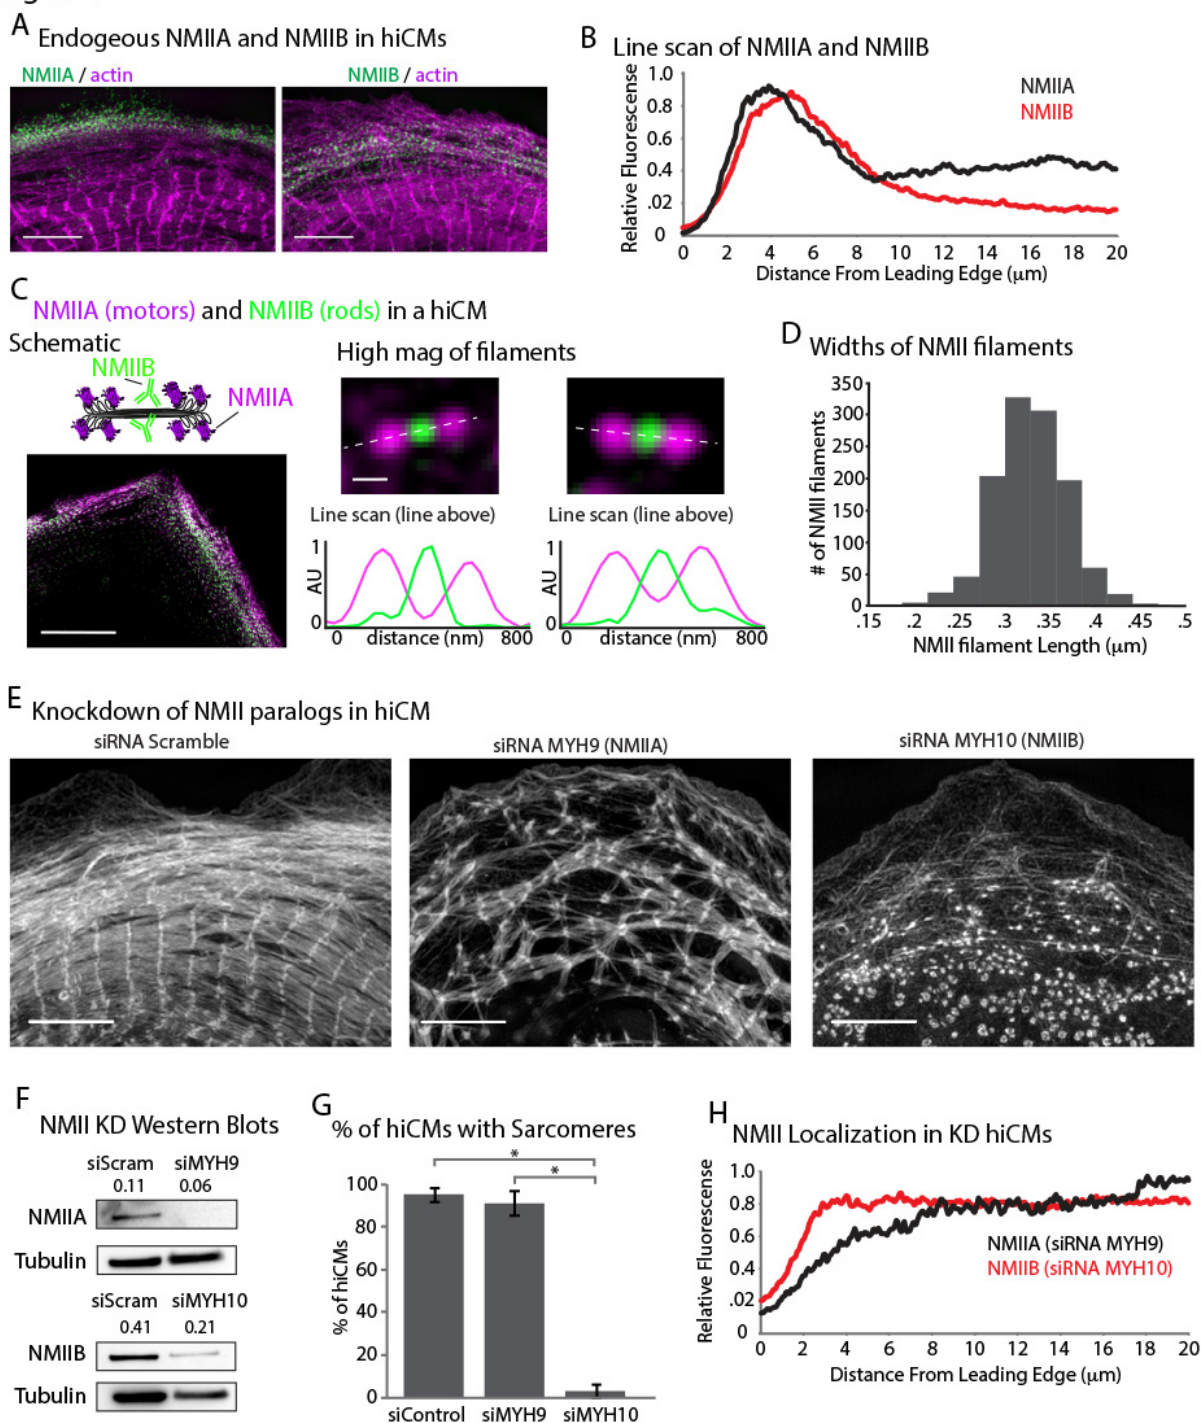 A Endogeous NMIIA and NMIIB in hiCMs
NMIIA / actin
NMIIB / actin
B Line scan of NMIIA and NMIIB
Relative Fluorescense
1.0
0.8
0.6
0.4
.02
0
NMIIA
NMIIB
0 2 4 6 8 10 12 14 16 18 20
Distance From Leading Edge (μm)
C NMIIA (motors) and NMIIB (rods) in a hiCM
Schematic
NMIIB
NMIIA
High mag of filaments
Line scan (line above)
1
AU
0
0 distance (nm) 800
Line scan (line above)
1
AU
0
0 distance (nm) 800
D Widths of NMII filaments
# of NMII filaments
350
300
250
200
150
100
50
0
.15 .2 .25 .3 .35 .4 .45 .5
NMII filament Length (μm)
E Knockdown of NMII paralogs in hiCM
siRNA Scramble
siRNA MYH9 (NMIIA)
siRNA MYH10 (NMIIB)
F NMII KD Western Blots
siScram siMYH9
0.11 0.06
NMIIA
Tubulin
siScram siMYH10
0.41 0.21
NMIIB
Tubulin
G % of hiCMs with Sarcomeres
*
*
% of hiCMs
100
80
60
40
20
0
siControl siMYH9 siMYH10
H NMII Localization in KD hiCMs
Relative Fluorescense
1.0
0.8
0.6
0.4
.02
0
NMIIA (siRNA MYH9)
NMIIB (siRNA MYH10)
0 2 4 6 8 10 12 14 16 18 20
Distance From Leading Edge (μm)